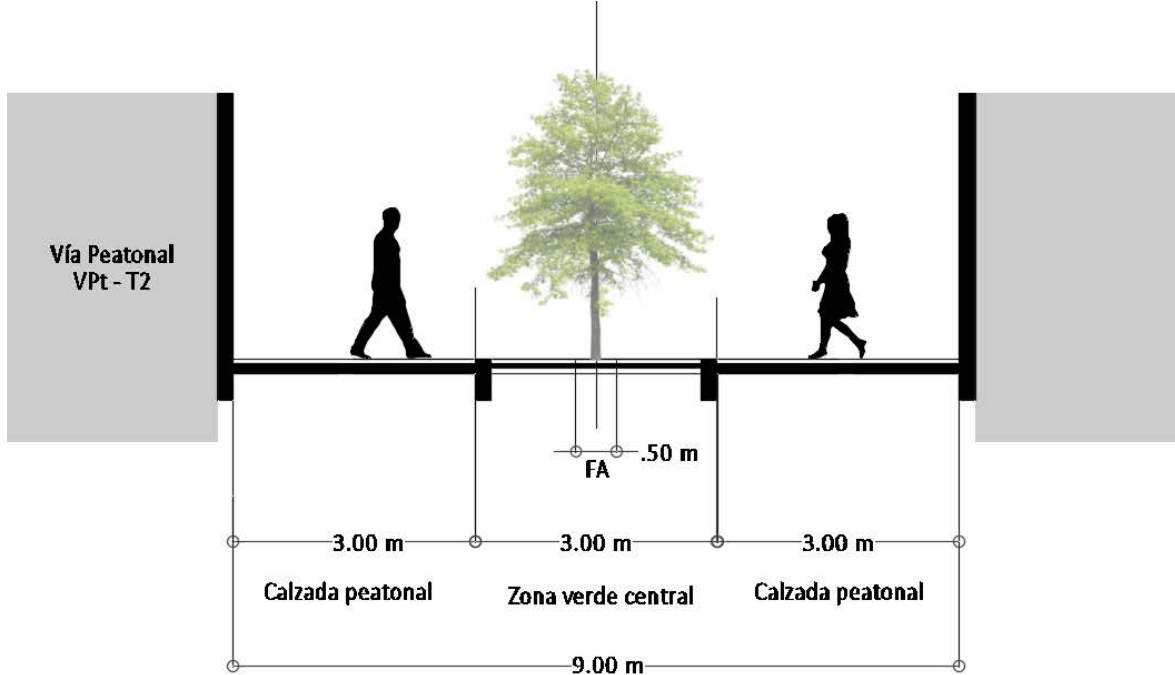 Vía Peatonal
VPt - T2
.50 m
FA
3.00 m
3.00 m
3.00 m
Calzada peatonal
Zona verde central
Calzada peatonal
9.00 m